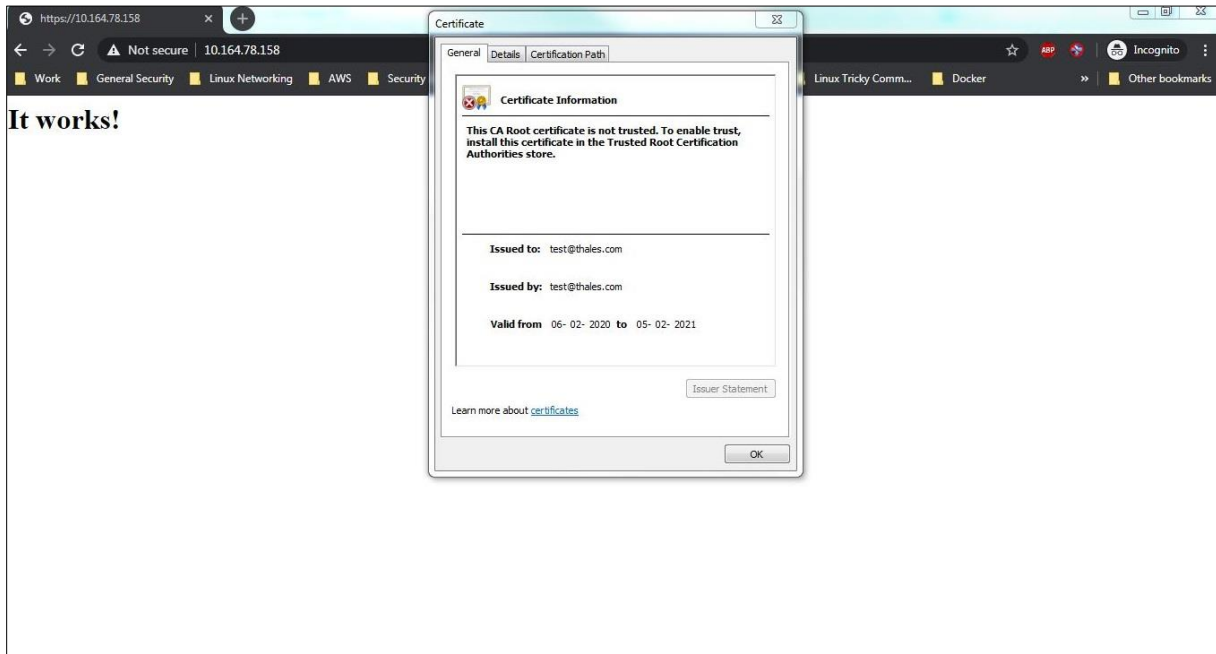 https://10.164.78.158
Not secure 10.164.78.158
ABP
Incognito
Work General Security Linux Networking AWS Security Linux Tricky Comm... Docker » Other bookmarks
It works!
Certificate
General Details Certification Path
Certificate Information
This CA Root certificate is not trusted. To enable trust,
install this certificate in the Trusted Root Certification
Authorities store.
Issued to: test@thales.com
Issued by: test@thales.com
Valid from 06- 02- 2020 to 05- 02- 2021
Issuer Statement
Learn more about certificates
OK